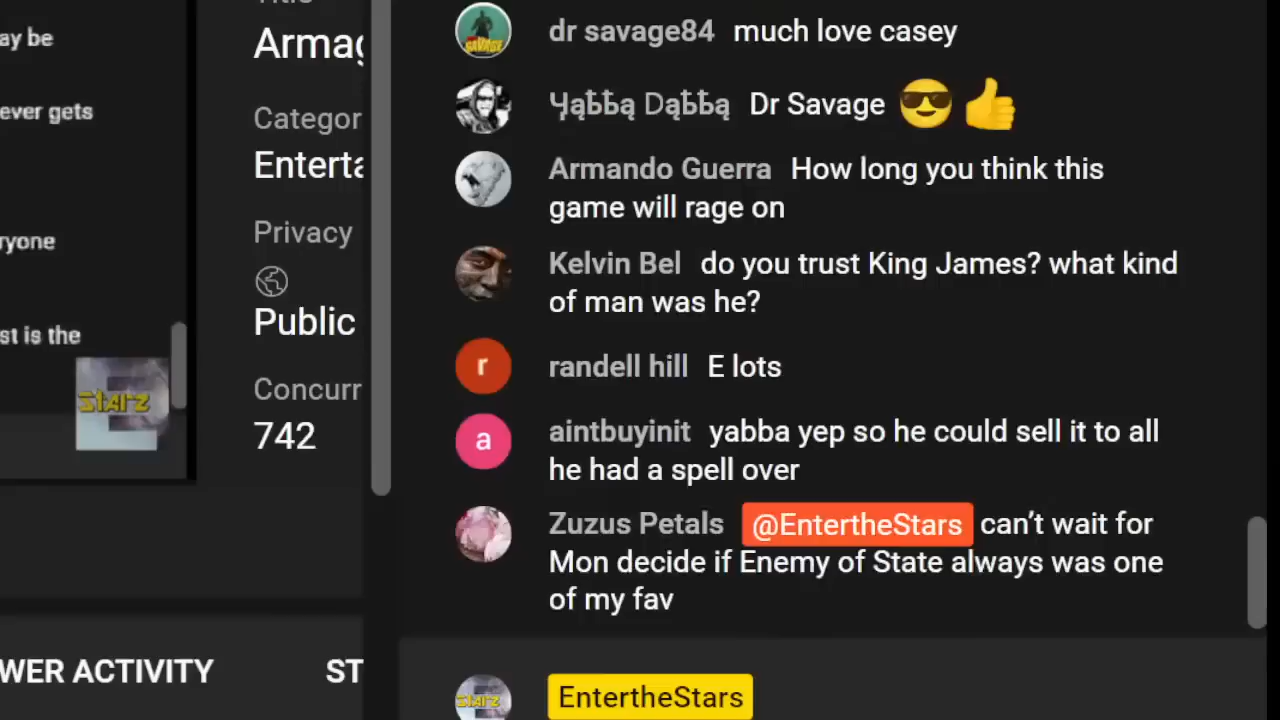 ay be
ever gets
ryone
st is the
STARZ
Armag
Categor
Enterta
Privacy
Public
Concurr
742
WER ACTIVITY
ST
dr savage84 much love casey
Ⴗąҍҍą Dąҍҍą Dr Savage 😎 👍
Armando Guerra How long you think this
game will rage on
Kelvin Bel do you trust King James? what kind
of man was he?
r
randell hill E lots
a
aintbuyinit yabba yep so he could sell it to all
he had a spell over
Zuzus Petals @EntertheStars can’t wait for
Mon decide if Enemy of State always was one
of my fav
STARZ
EntertheStars